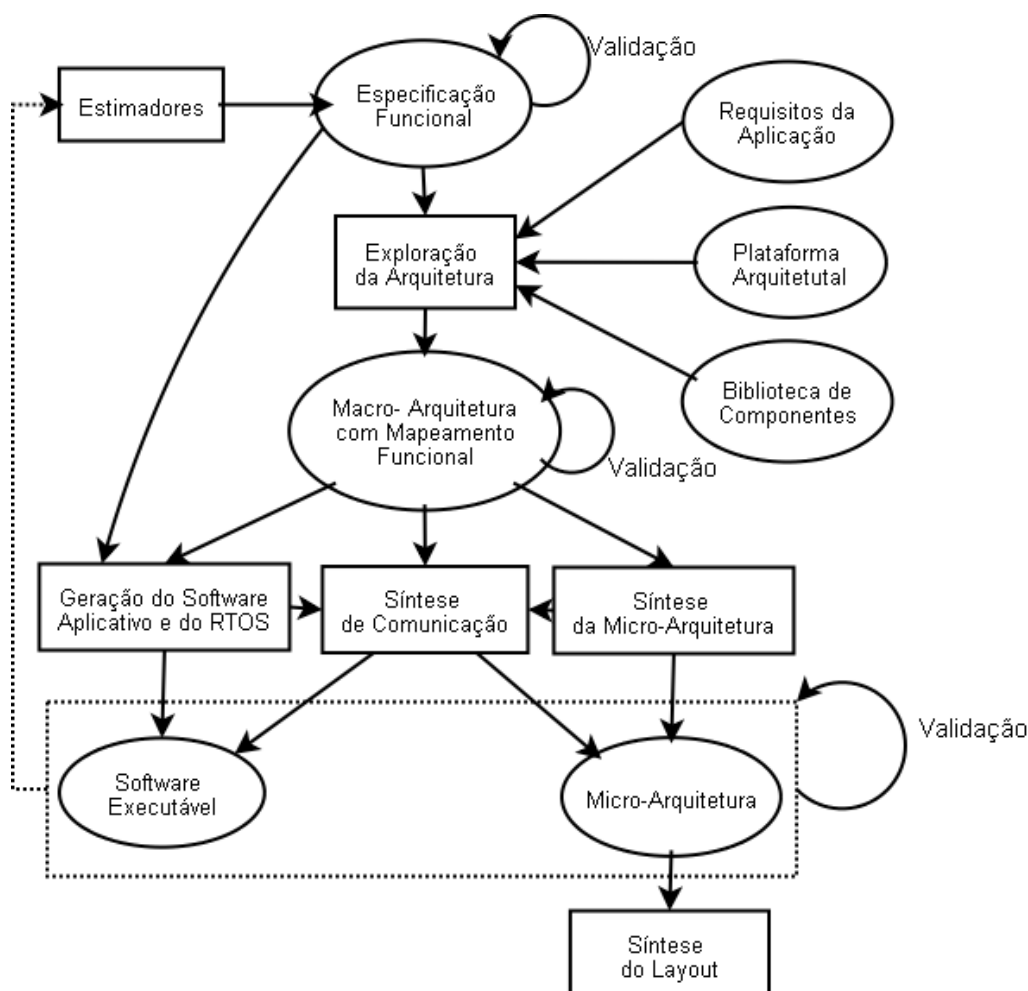 Validação
Estimadores
Especificação
Funcional
Requisitos da
Aplicação
Exploração
da Arquitetura
Plataforma
Arquitetutal
Biblioteca de
Componentes
Macro- Arquitetura
com Mapeamento
Funcional
Validação
Geração do Software
Aplicativo e do RTOS
Síntese
de Comunicação
Síntese
da Micro-Arquitetura
Validação
Software
Executável
Micro-Arquitetura
Síntese
do Layout